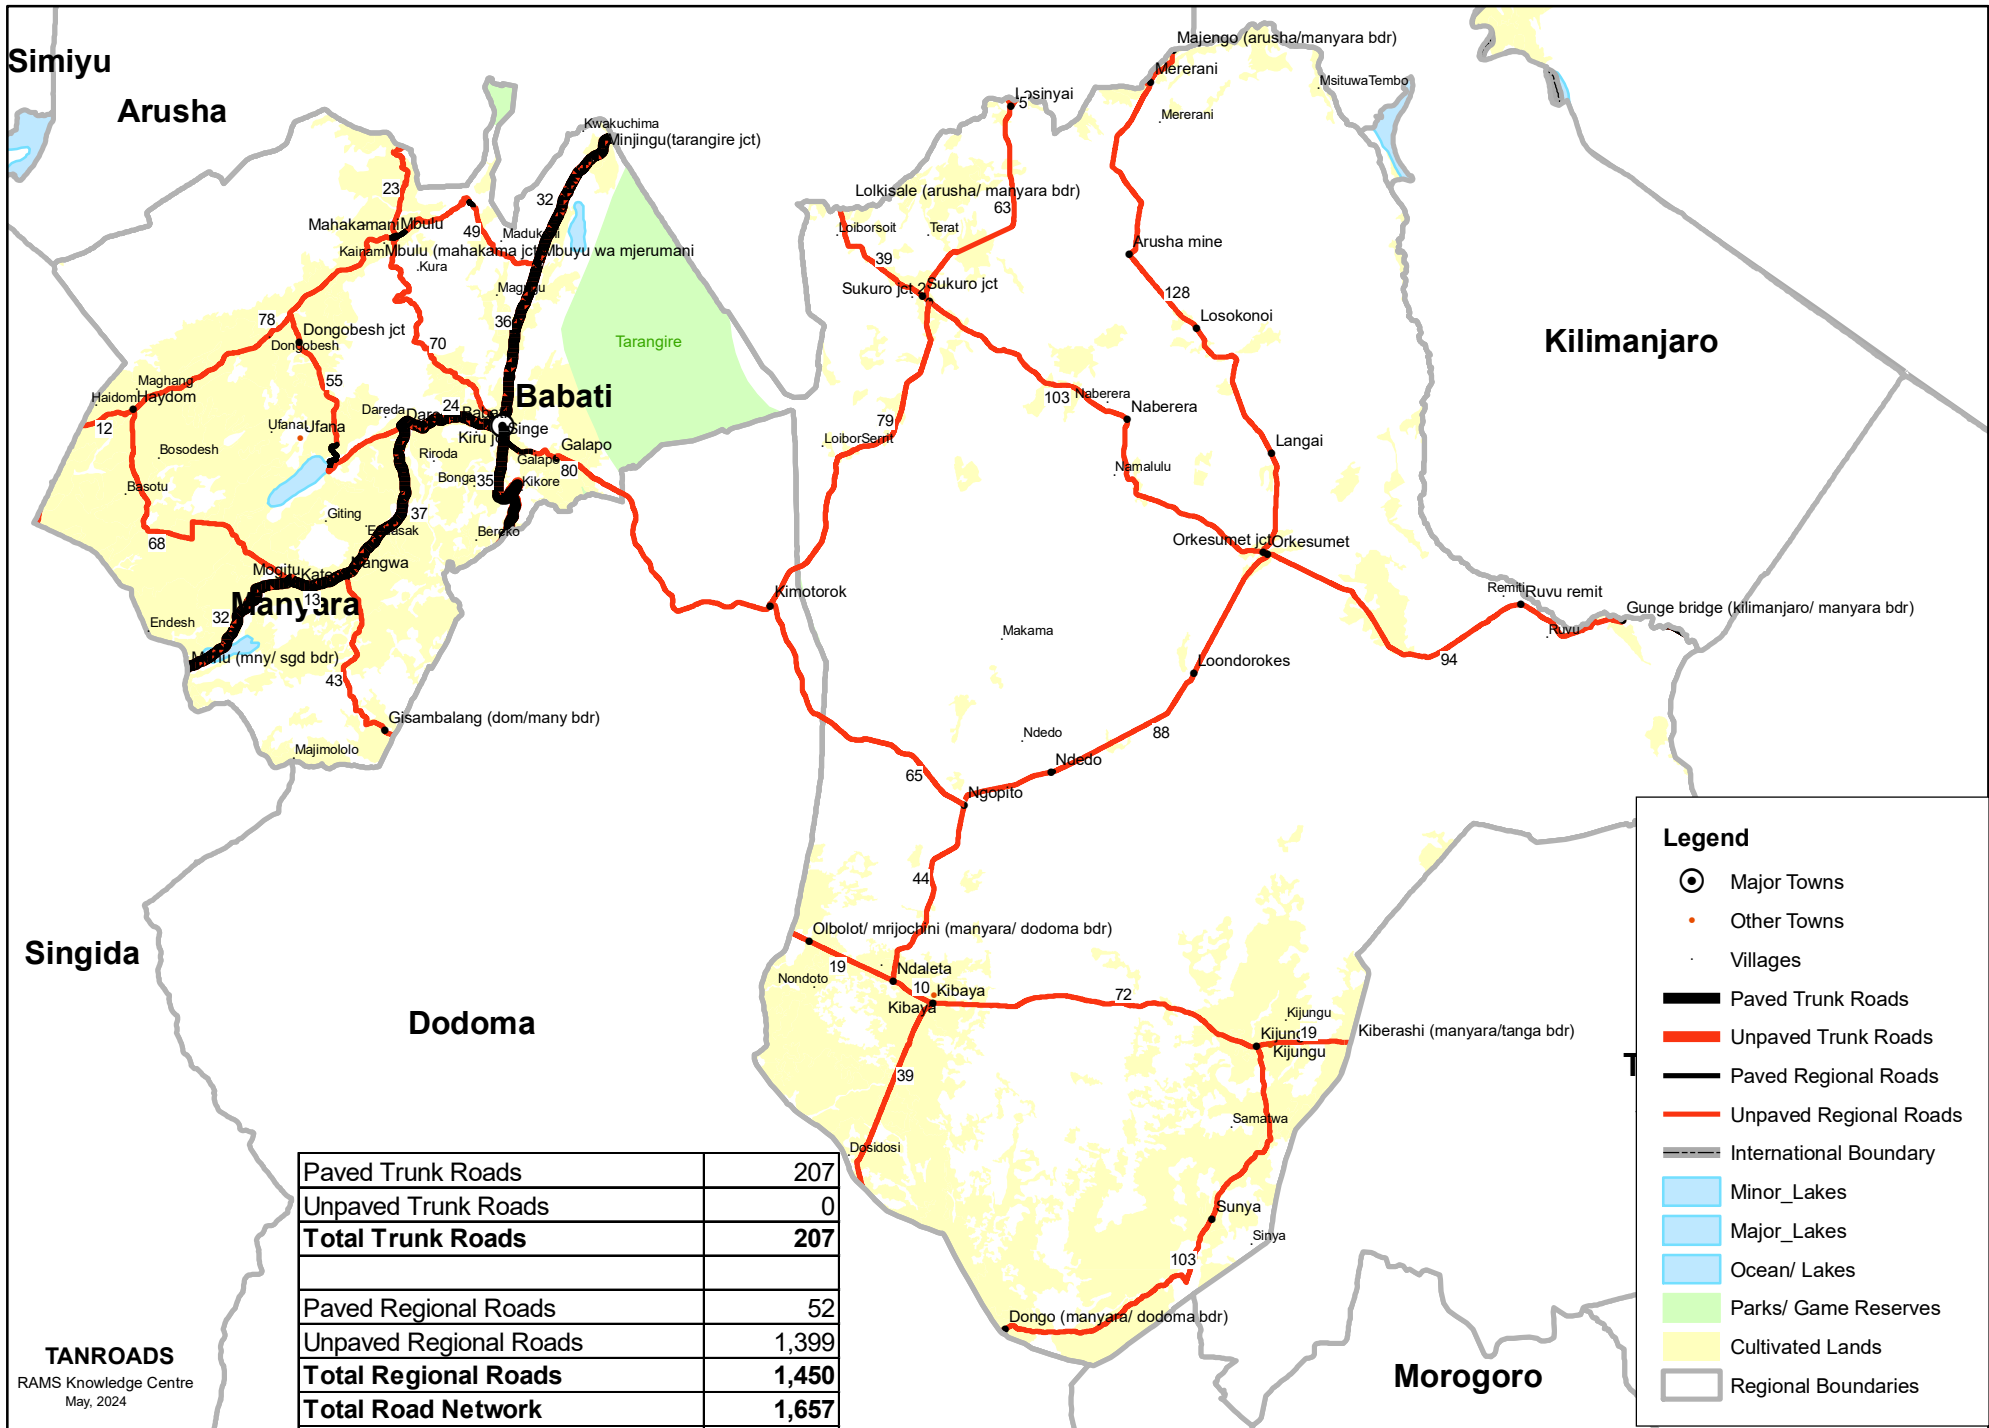 Simiyu
Arusha
Majengo (arusha/manyara bdr)
Mererani
MsituwaTembo
Losinyai
5
Mererani
Kwakuchima
Minjingu(tarangire jct)
23
32
Lolkisale (arusha/ manyara bdr)
63
Mahakamani
Mbulu
49
Loiborsoit
Terat
Kainam
Mbulu (mahakama jct)
Mbuyu wa mjerumani
Arusha mine
Kura
39
Sukuro jct 2
Sukuro jct
128
78
36
Losokonoi
Dongobesh jct
Dongobesh
70
Tarangire
Kilimanjaro
Maghang
55
Babati
103
Naberera
Haidom
Haydom
Dareda
24
Naberera
12
Ufana
Ufana
Singe
79
Bosodesh
Riroda
Galapo
LoiborSerrit
Langai
Galapo
80
Namalulu
Basotu
Bonga
35
Kikore
Giting
37
68
Bereko
Orkesumet jct
Orkesumet
Mogitu
13
Manyara
Kimotorok
Remiti
Ruvu remit
Endesh
32
Gunge bridge (kilimanjaro/ manyara bdr)
Makama
Ruvu
(mny/ sgd bdr)
Loondorokes
94
43
Gisambalang (dom/many bdr)
88
Majimololo
Ndedo
Ndedo
65
Ngopito
44
Olbolot/ mrijochini (manyara/ dodoma bdr)
Singida
19
Ndaleta
Nondoto
10
Kibaya
Kibaya
72
Dodoma
Kijungu
19
Kiberashi (manyara/tanga bdr)
Kijungu
39
Samatwa
Dosidosi
Sunya
Sinya
103
Dongo (manyara/ dodoma bdr)
Morogoro
Legend
Major Towns
Other Towns
Villages
Paved Trunk Roads
Unpaved Trunk Roads
Paved Regional Roads
Unpaved Regional Roads
International Boundary
Minor_Lakes
Major_Lakes
Ocean/ Lakes
Parks/ Game Reserves
Cultivated Lands
Regional Boundaries
Paved Trunk Roads 207
Unpaved Trunk Roads 0
Total Trunk Roads 207
Paved Regional Roads 52
Unpaved Regional Roads 1,399
Total Regional Roads 1,450
Total Road Network 1,657
TANROADS
RAMS Knowledge Centre
May, 2024